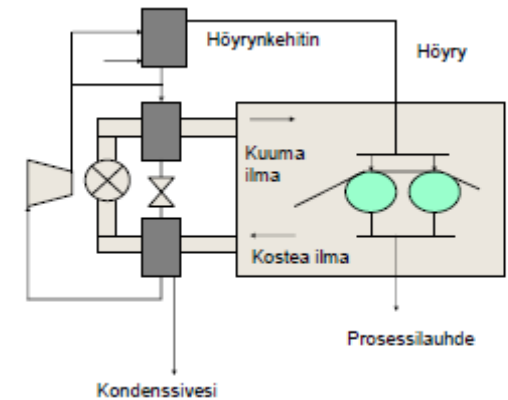 Höyrynkehitin
Höyry
Kuuma
ilma
Kostea ilma
Prosessilauhde
Kondenssivesi